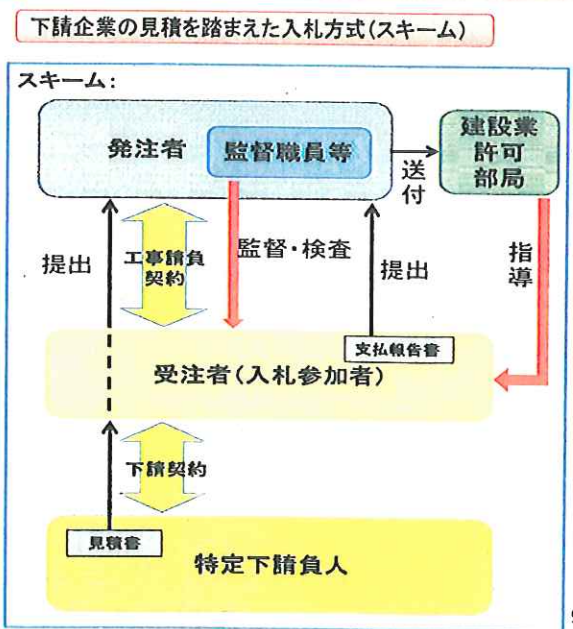 下請企業の見積を踏まえた入札方式(スキーム)
スキーム:
発注者
監督職員等
送付
建設業
許可
部局
提出
工事請負
契約
監督・検査
提出
指導
支払報告書
受注者(入札参加者)
下請契約
見積書
特定下請負人